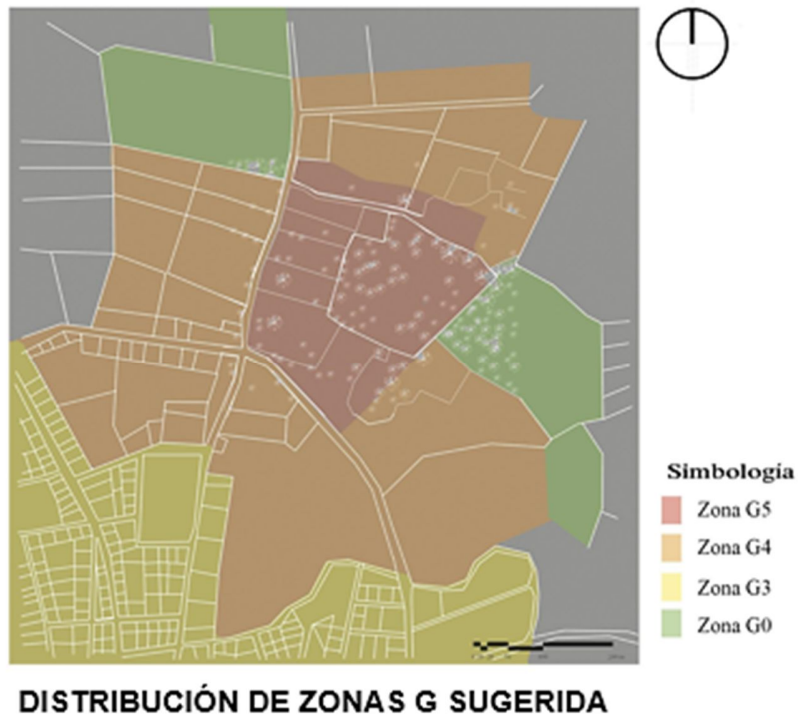 Simbología
Zona G5
Zona G4
Zona G3
Zona G0
DISTRIBUCIÓN DE ZONAS G SUGERIDA